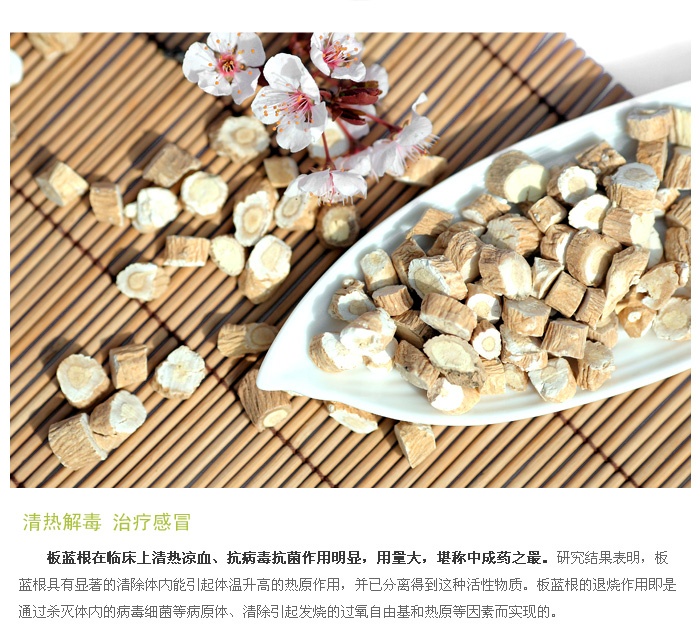 清热解毒 治疗感冒
板蓝根在临床上清热凉血、抗病毒抗菌作用明显，用量大，堪称中成药之最。研究结果表明，板
蓝根具有显著的清除体内能引起体温升高的热原作用，并已分离得到这种活性物质。板蓝根的退烧作用即是
通过杀灭体内的病毒细菌等病原体、清除引起发烧的过氧自由基和热原等因素而实现的。